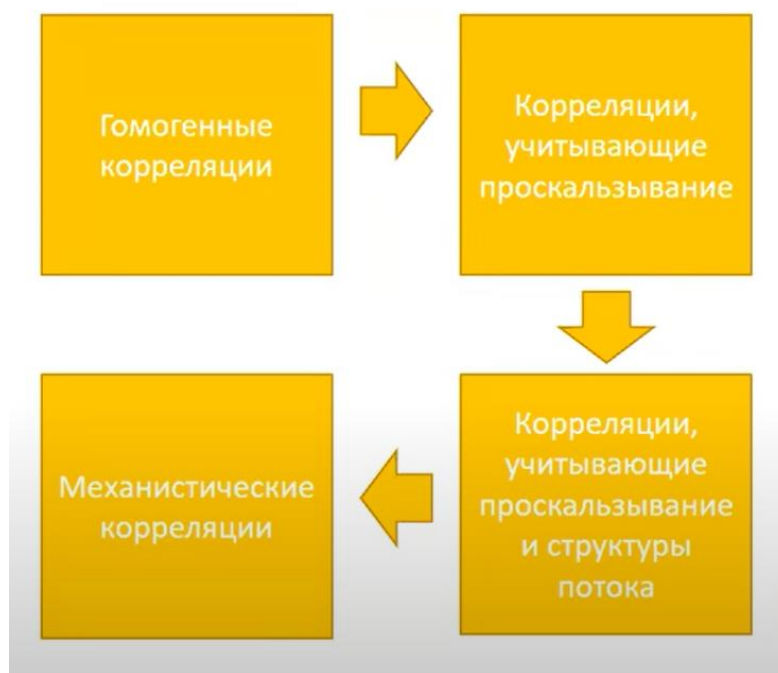 Гомогенные
корреляции
Корреляции,
учитывающие
проскальзывание
Корреляции,
учитывающие
проскальзывание
и структуры
потока
Механистические
корреляции